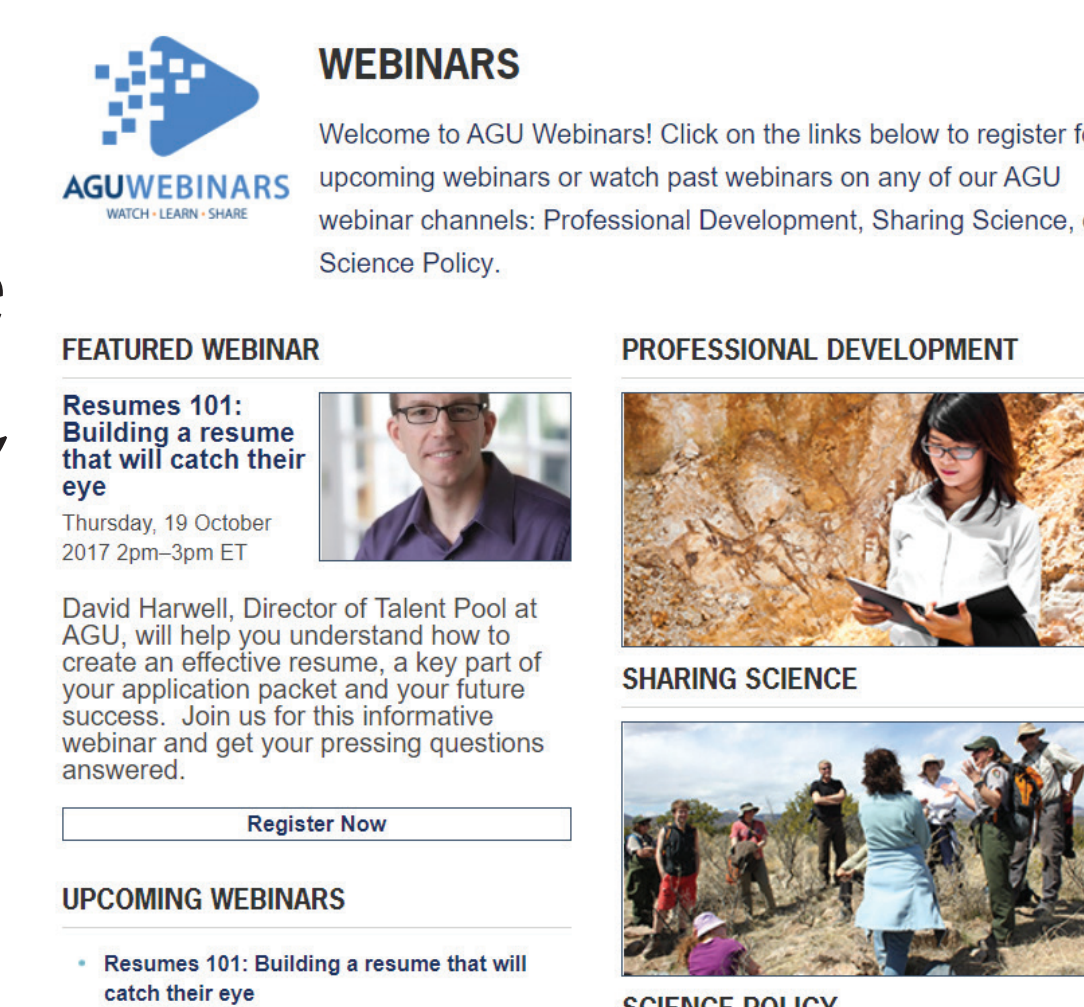 AGUWEBINARS
WATCH • LEARN • SHARE
WEBINARS
Welcome to AGU Webinars! Click on the links below to register
upcoming webinars or watch past webinars on any of our AGU
webinar channels: Professional Development, Sharing Science,
Science Policy.
FEATURED WEBINAR
Resumes 101:
Building a resume
that will catch their
eye
Thursday, 19 October
2017 2pm–3pm ET
David Harwell, Director of Talent Pool at
AGU, will help you understand how to
create an effective resume, a key part of
your application packet and your future
success.  Join us for this informative
webinar and get your pressing questions
answered.
Register Now
UPCOMING WEBINARS
• Resumes 101: Building a resume that will
catch their eye
PROFESSIONAL DEVELOPMENT
SHARING SCIENCE
SCIENCE POLICY